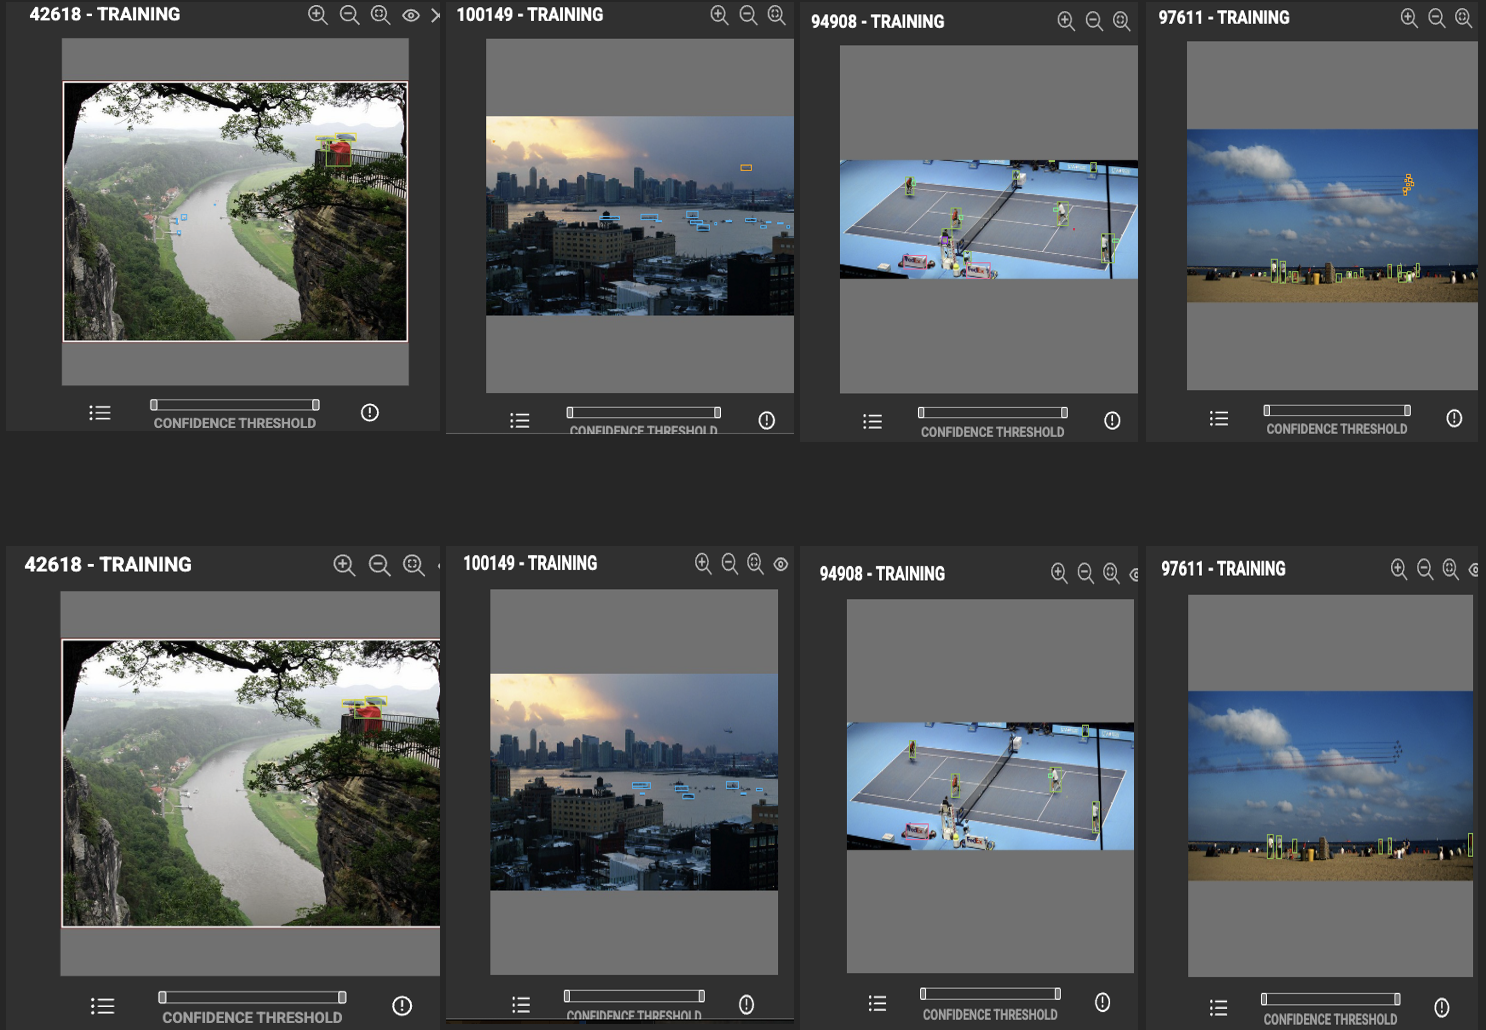 42618 - TRAINING
100149 - TRAINING
94908 - TRAINING
97611 - TRAINING
CONFIDENCE THRESHOLD
CONFIDENCE THRESHOLD
CONFIDENCE THRESHOLD
CONFIDENCE THRESHOLD
42618 - TRAINING
100149 - TRAINING
94908 - TRAINING
97611 - TRAINING
CONFIDENCE THRESHOLD
CONFIDENCE THRESHOLD
CONFIDENCE THRESHOLD
CONFIDENCE THRESHOLD